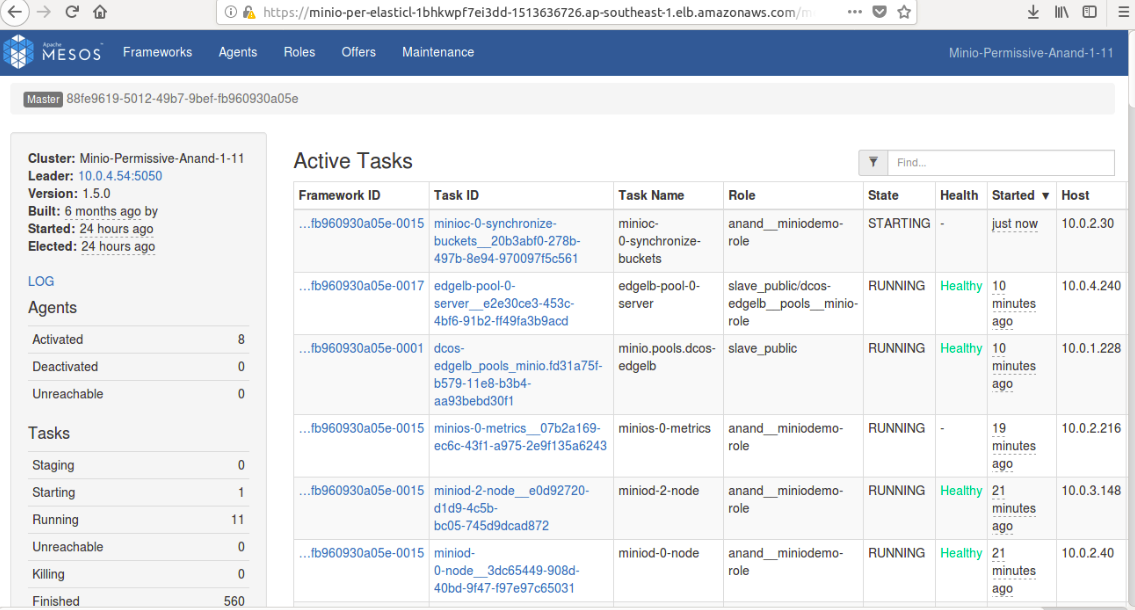 https://minio-per-elasticl-1bhkwpf7ei3dd-1513636726.ap-southeast-1.elb.amazonaws.com/m
Apache
MESOS
Frameworks
Agents
Roles
Offers
Maintenance
Minio-Permissive-Anand-1-11
Master 88fe9619-5012-49b7-9bef-fb960930a05e
Cluster: Minio-Permissive-Anand-1-11
Leader: 10.0.4.54:5050
Version: 1.5.0
Built: 6 months ago by
Started: 24 hours ago
Elected: 24 hours ago
LOG
Agents
Activated 8
Deactivated 0
Unreachable 0
Tasks
Staging 0
Starting 1
Running 11
Unreachable 0
Killing 0
Finished 560
Active Tasks
Find...
Framework ID Task ID Task Name Role State Health Started ▼ Host
…fb960930a05e-0015 minioc-0-synchronize- minioc- anand__miniodemo- STARTING - just now 10.0.2.30
buckets__20b3abf0-278b- 0-synchronize- role
497b-8e94-970097f5c561 buckets
…fb960930a05e-0017 edgelb-pool-0- edgelb-pool-0- slave_public/dcos- RUNNING Healthy 10 10.0.4.240
server__e2e30ce3-453c- server edgelb__pools__minio- minutes
4bf6-91b2-ff49fa3b9acd role ago
…fb960930a05e-0001 dcos- minio.pools.dcos- slave_public RUNNING Healthy 10 10.0.1.228
edgelb_pools_minio.fd31a75f- edgelb minutes
b579-11e8-b3b4- ago
aa93bebd30f1
…fb960930a05e-0015 minios-0-metrics__07b2a169- minios-0-metrics anand__miniodemo- RUNNING - 19 10.0.2.216
ec6c-43f1-a975-2e9f135a6243 role minutes
ago
…fb960930a05e-0015 miniod-2-node__e0d92720- miniod-2-node anand__miniodemo- RUNNING Healthy 21 10.0.3.148
d1d9-4c5b- role minutes
bc05-745d9dcad872 ago
…fb960930a05e-0015 miniod- miniod-0-node anand__miniodemo- RUNNING Healthy 21 10.0.2.40
0-node__3dc65449-908d- role minutes
40bd-9f47-f97e97c65031 ago